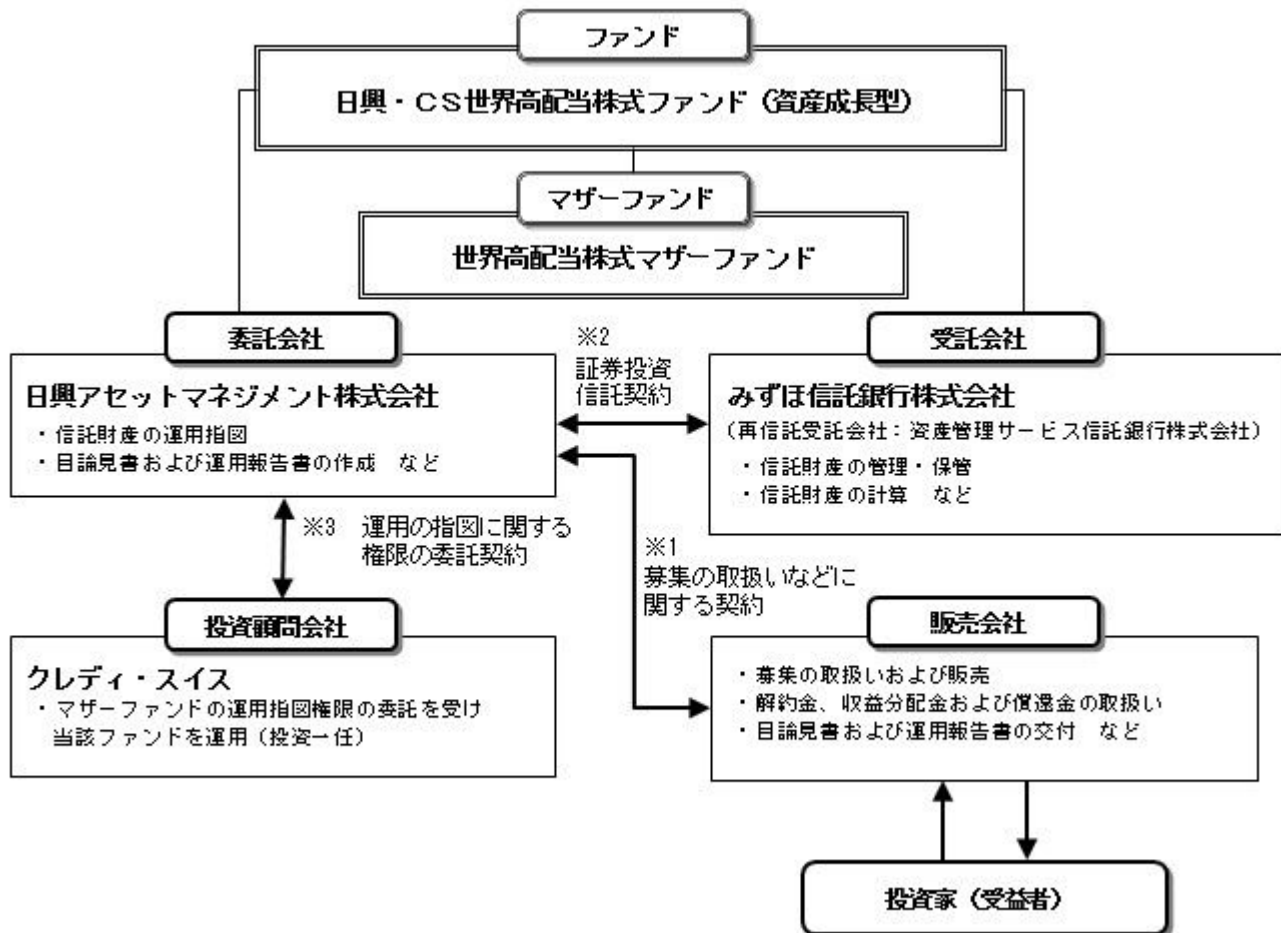 ファンド
日興・CS世界高配当株式ファンド(資産成長型)
マザーファンド
世界高配当株式マザーファンド
委託会社
日興アセットマネジメント株式会社
・信託財産の運用指図
・目論見書および運用報告書の作成 など
※2
証券投資
信託契約
受託会社
みずほ信託銀行株式会社
(再信託受託会社:資産管理サービス信託銀行株式会社)
・信託財産の管理・保管
・信託財産の計算 など
※3 運用の指図に関する
権限の委託契約
※1
募集の取扱いなどに
関する契約
投資顧問会社
クレディ・スイス
・マザーファンドの運用指図権限の委託を受け
当該ファンドを運用(投資一任)
販売会社
・募集の取扱いおよび販売
・解約金、収益分配金および償還金の取扱い
・目論見書および運用報告書の交付 など
投資家(受益者)